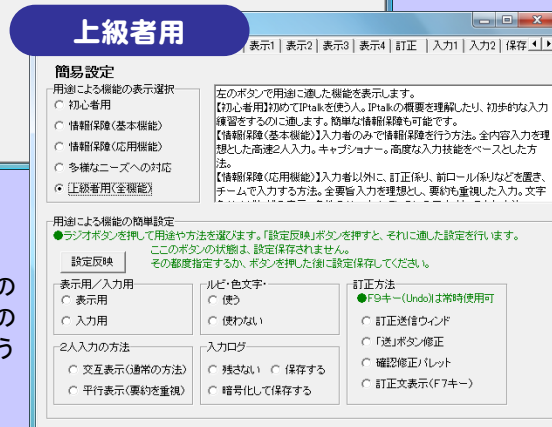 上級者用
表示1 表示2 表示3 表示4 訂正 入力1 入力2 保存
簡易設定
用途による機能の表示選択
初心者用
情報保障(基本機能)
情報保障(応用機能)
多様なニーズへの対応
上級者用(全機能)
左のボタンで用途に適した機能を表示します。
【初心者用】初めてIPtalkを使う人。IPtalkの概要を理解したり、初歩的な入力
練習をするのに適します。簡単な情報保障も可能です。
【情報保障(基本機能)】入力者のみで情報保障を行う方法。全内容入力を理
想とした高速2人入力。キャプショナー。高度な入力技能をベースとした方
法。
【情報保障(応用機能)】入力者以外に、訂正係り、前ロール係りなどを置き、
チームで入力する方法。全要旨入力を理想とし、要約も重視した入力。文字
用途による機能の簡単設定
●ラジオボタンを押して用途や方法を選びます。「設定反映」ボタンを押すと、それに適した設定を行います。
ここのボタンの状態は、設定保存されません。
設定反映 その都度指定するか、ボタンを押した後に設定保存してください。
表示用/入力用
表示用
入力用
ルビ・色文字・
使う
使わない
訂正方法
●F9キー(Undo)は常時使用可
訂正送信ウィンド
「送」ボタン修正
確認修正パレット
訂正文表示(F7キー)
2人入力の方法
交互表示(通常の方法)
平行表示(要約を重視)
入力ログ
残さない 保存する
暗号化して保存する
の
の
う